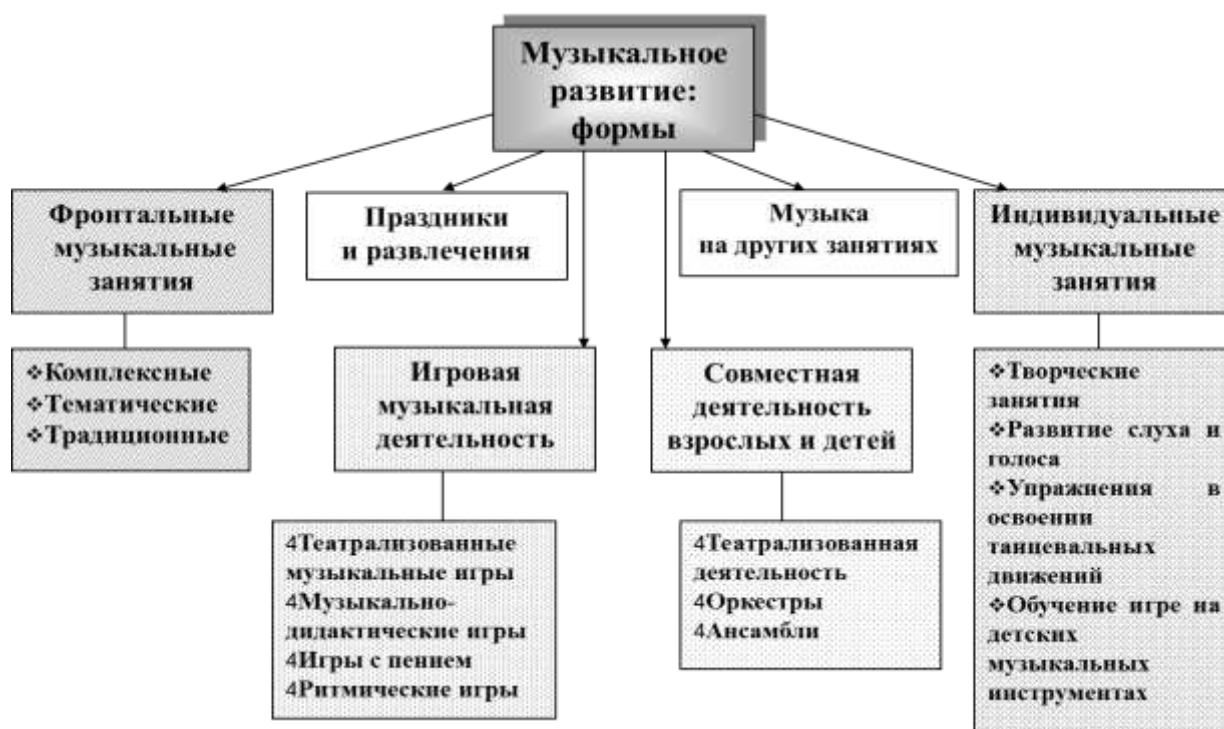 Музыкальное
развитие:
формы
Фронтальные
музыкальные
занятия
Праздники
и развлечения
Музыка
на других занятиях
Индивидуальные
музыкальные
занятия
❖Комплексные
❖Тематические
❖Традиционные
Игровая
музыкальная
деятельность
Совместная
деятельность
взрослых и детей
❖Творческие
занятия
❖Развитие слуха и
голоса
❖Упражнения в
освоении
танцевальных
движений
❖Обучение игре на
детских
музыкальных
инструментах
4Театрализованные
музыкальные игры
4Музыкально-
дидактические игры
4Игры с пением
4Ритмические игры
4Театрализованная
деятельность
4Оркестры
4Ансамбли